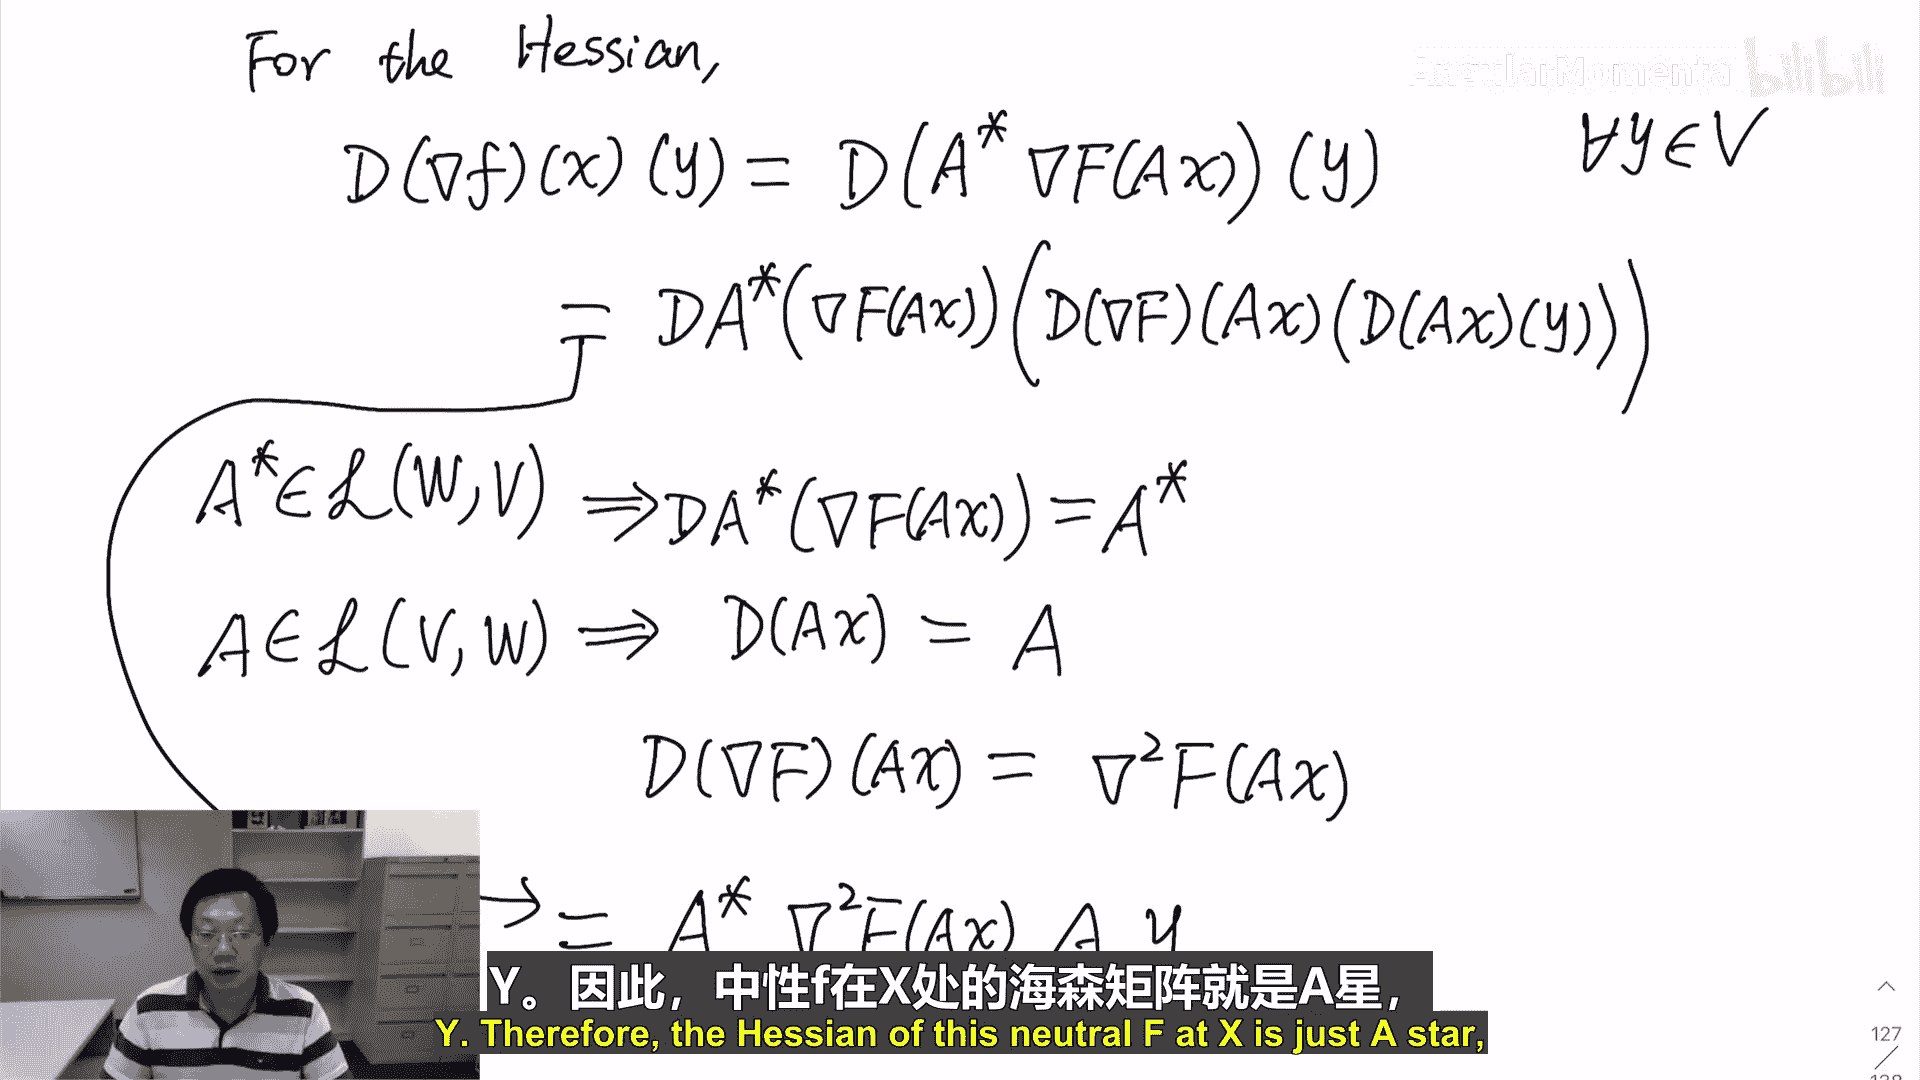 For the Hessian,
AngularMomenta bilibili
D(∇f)(x)(y) = D(A* ∇F(Ax))(y) ∀y∈V
= DA*(∇F(Ax))(D(∇F)(Ax)(D(Ax)(y)))
A*∈ℒ(W,V) ⟹ DA*(∇F(Ax)) = A*
A∈ℒ(V,W) ⟹ D(Ax) = A
D(∇F)(Ax) = ∇²F(Ax)
→ = A* ∇²F(Ax) A y
Y。因此，中性f在X处的海森矩阵就是A星，
Y. Therefore, the Hessian of this neutral F at X is just A star,
127